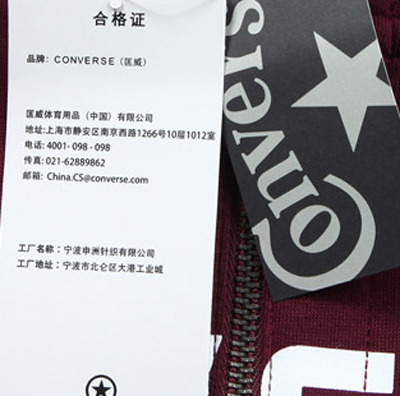 合格证
品牌: CONVERSE (匡威)
匡威体育用品（中国）有限公司
地址:上海市静安区南京西路1266号10层1012室
电话: 4001-098-098
传真: 021-62889862
邮箱: China.CS@converse.com
工厂名称: 宁波申洲针织有限公司
工厂地址: 宁波市北仑区大港工业城
Converse